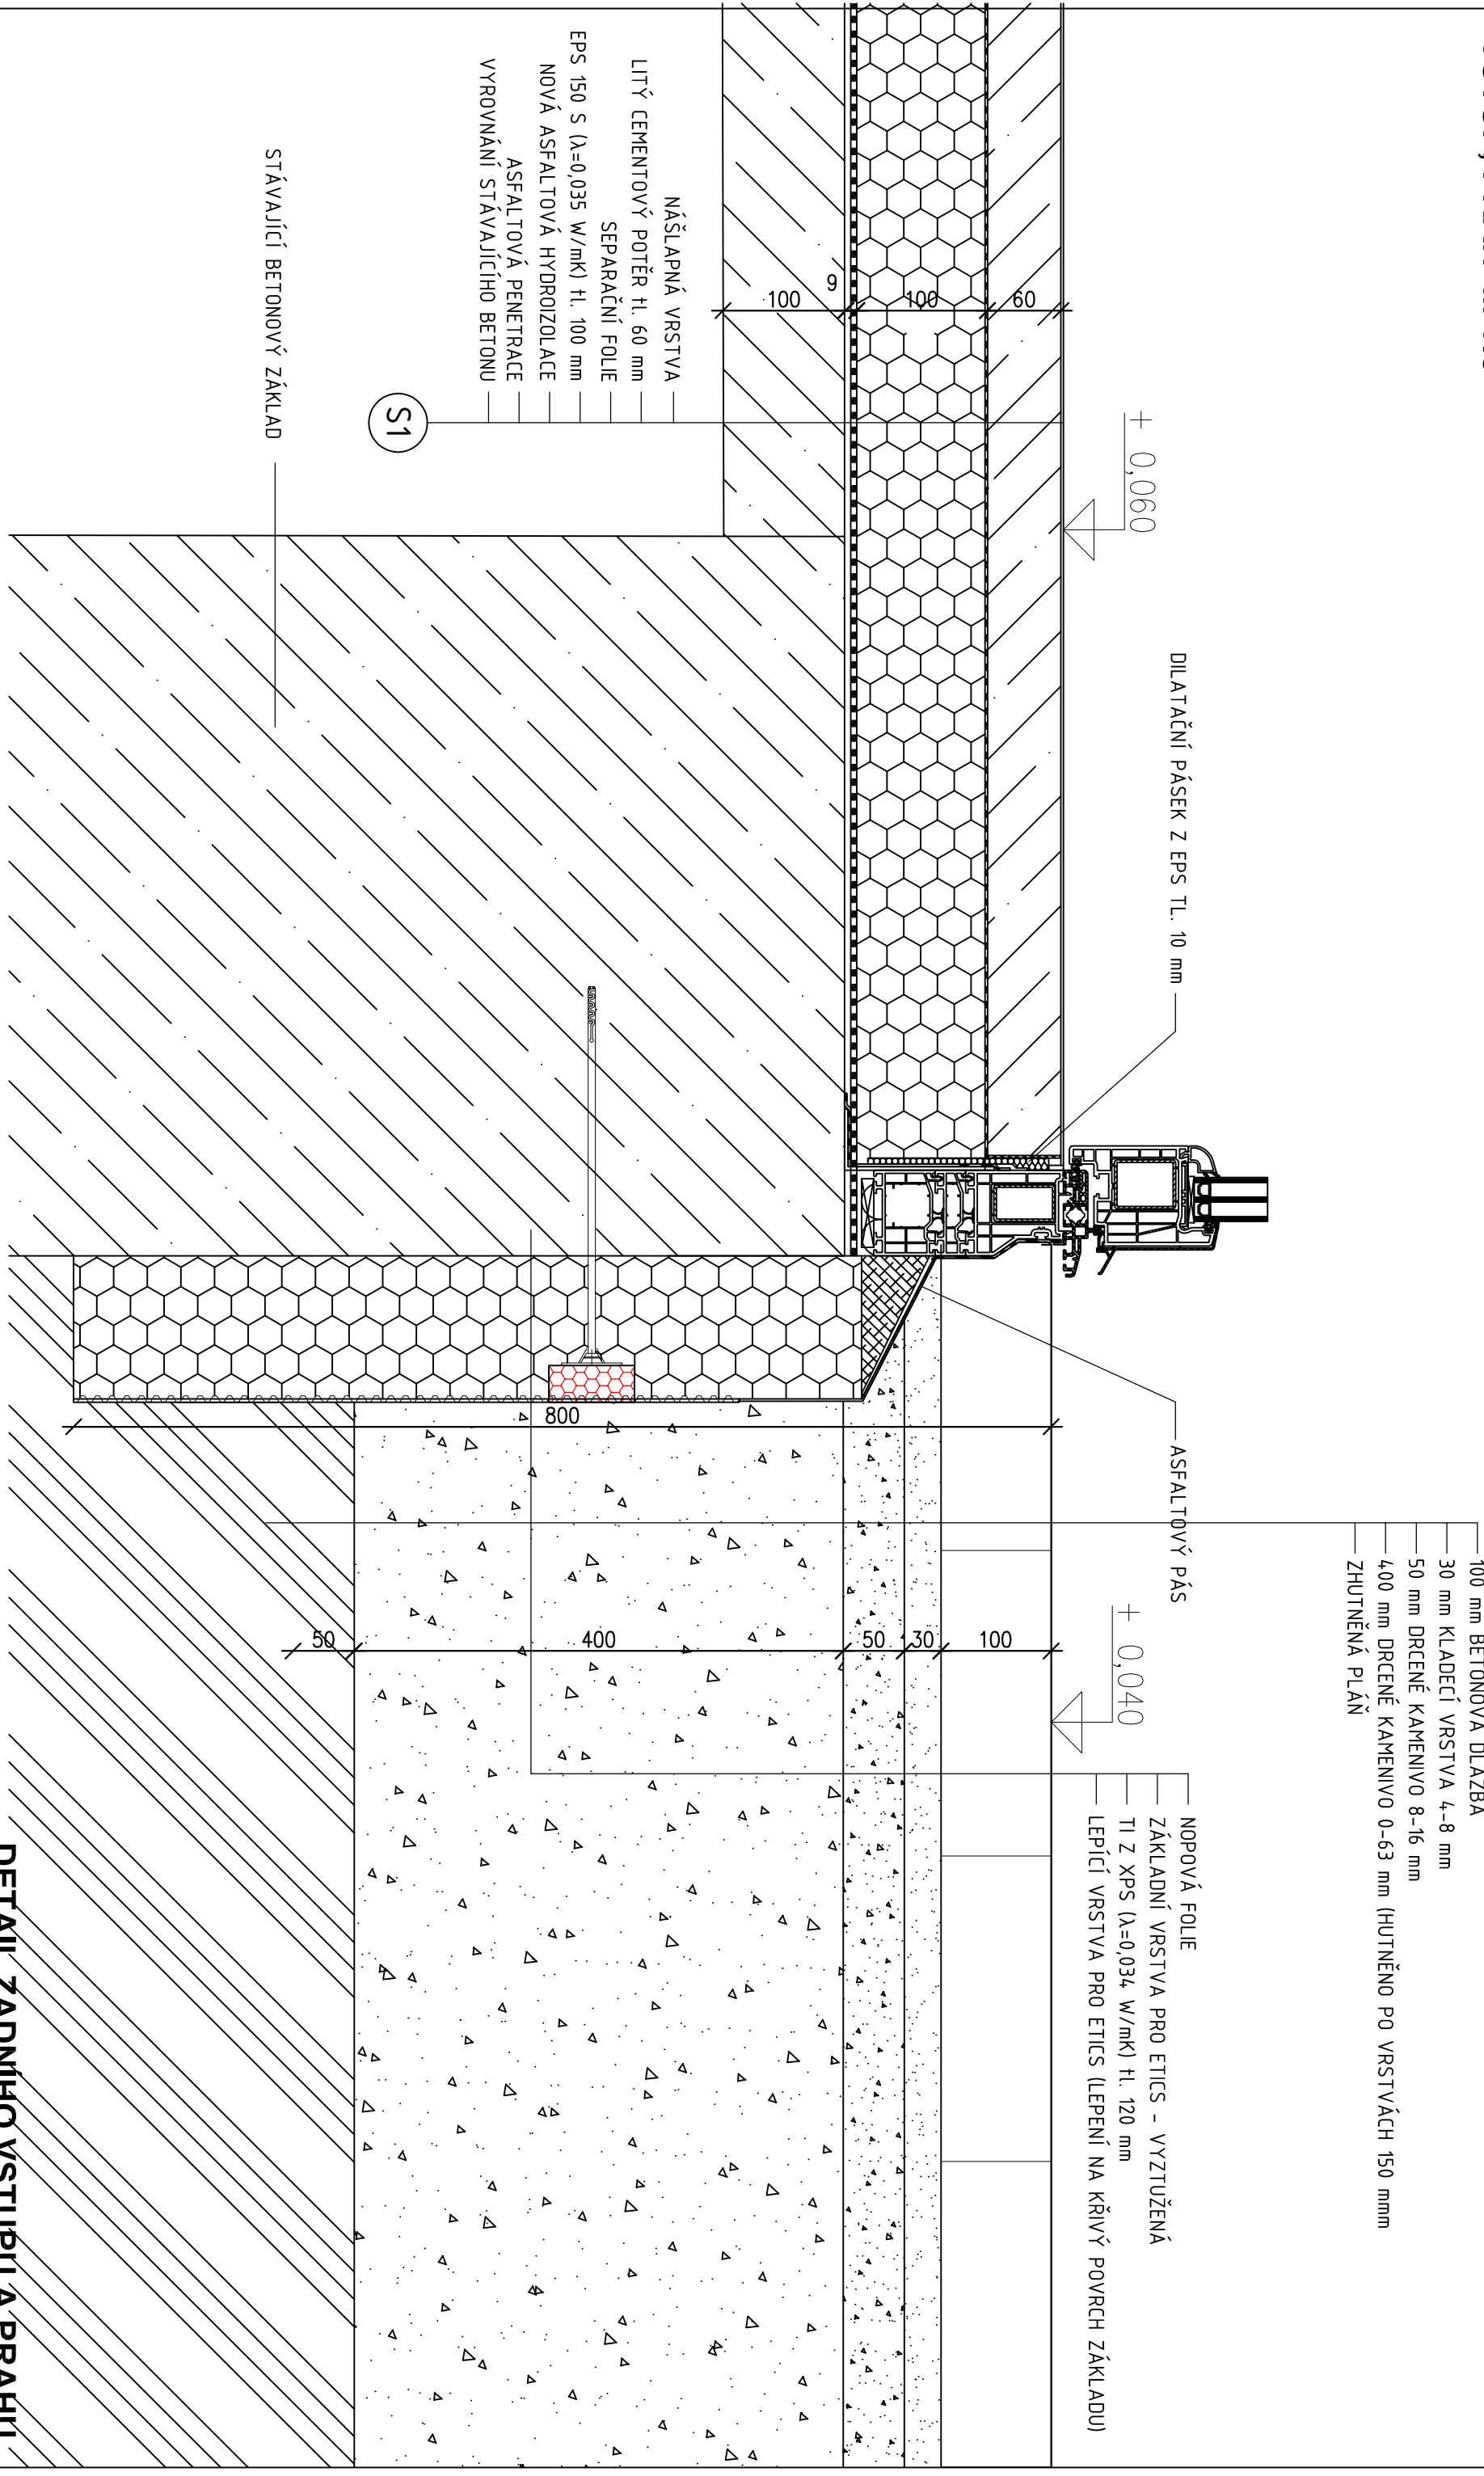 100 mm BETONOVÁ DLAŽBA
30 mm KLADECÍ VRSTVA 4-8 mm
50 mm DRCENÉ KAMENIVO 8-16 mm
400 mm DRCENÉ KAMENIVO 0-63 mm (HUTNĚNO PO VRSTVÁCH 150 mmm
ZHUTNĚNÁ PLÁŇ
DILATAČNÍ PÁSEK Z EPS TL. 10 mm
ASFALTOVÝ PÁS
+ 0,060
+ 0,040
NOPOVÁ FOLIE
ZÁKLADNÍ VRSTVA PRO ETICS - VYZTUŽENÁ
TI Z XPS (λ=0,034 W/mK) tl. 120 mm
LEPÍCÍ VRSTVA PRO ETICS (LEPENÍ NA KŘIVÝ POVRCH ZÁKLADU)
60
100
9
100
100
30
50
400
50
800
NÁŠLAPNÁ VRSTVA
LITÝ CEMENTOVÝ POTĚR tl. 60 mm
SEPARAČNÍ FOLIE
EPS 150 S (λ=0,035 W/mK) tl. 100 mm
NOVÁ ASFALTOVÁ HYDROIZOLACE
ASFALTOVÁ PENETRACE
VYROVNÁNÍ STÁVAJÍCÍHO BETONU
S1
STÁVAJÍCÍ BETONOVÝ ZÁKLAD
DETAIL ZADNÍHO VSTUPU A PRAHU